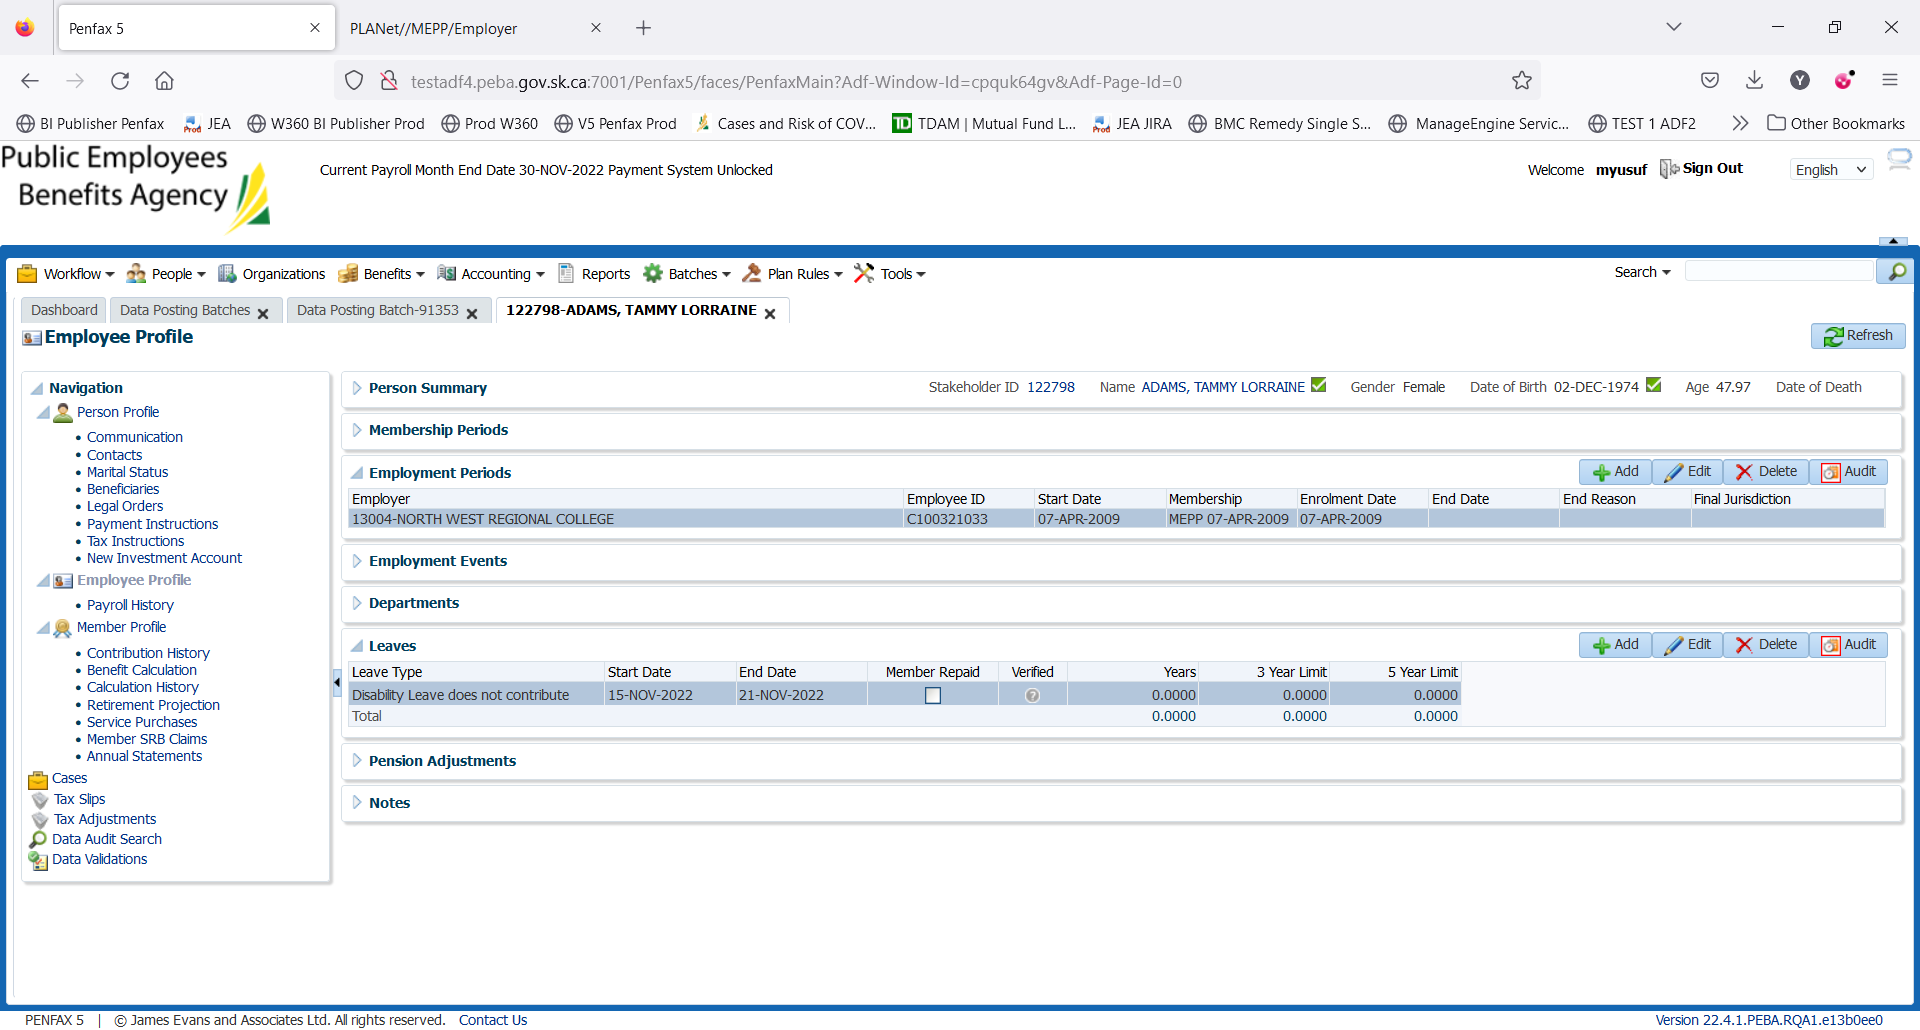 Penfax 5
PLANet//MEPP/Employer
testadf4.peba.gov.sk.ca:7001/Penfax5/faces/PenfaxMain?Adf-Window-Id=cpquk64gv&Adf-Page-Id=0
Y
BI Publisher Penfax JEA W360 BI Publisher Prod Prod W360 V5 Penfax Prod Cases and Risk of COV... TDAM | Mutual Fund L... JEA JIRA BMC Remedy Single S... ManageEngine Servic... TEST 1 ADF2 Other Bookmarks
Public Employees
Benefits Agency
Current Payroll Month End Date 30-NOV-2022 Payment System Unlocked
Welcome myusuf Sign Out English
Workflow People Organizations Benefits Accounting Reports Batches Plan Rules Tools Search
Dashboard Data Posting Batches Data Posting Batch-91353 122798-ADAMS, TAMMY LORRAINE
Employee Profile
Refresh
Navigation
Person Profile
Communication
Contacts
Marital Status
Beneficiaries
Legal Orders
Payment Instructions
Tax Instructions
New Investment Account
Employee Profile
Payroll History
Member Profile
Contribution History
Benefit Calculation
Calculation History
Retirement Projection
Service Purchases
Member SRB Claims
Annual Statements
Cases
Tax Slips
Tax Adjustments
Data Audit Search
Data Validations
Person Summary Stakeholder ID 122798 Name ADAMS, TAMMY LORRAINE Gender Female Date of Birth 02-DEC-1974 Age 47.97 Date of Death
Membership Periods
Employment Periods Add Edit Delete Audit
Employer Employee ID Start Date Membership Enrolment Date End Date End Reason Final Jurisdiction
13004-NORTH WEST REGIONAL COLLEGE C100321033 07-APR-2009 MEPP 07-APR-2009 07-APR-2009
Employment Events
Departments
Leaves Add Edit Delete Audit
Leave Type Start Date End Date Member Repaid Verified Years 3 Year Limit 5 Year Limit
Disability Leave does not contribute 15-NOV-2022 21-NOV-2022 0.0000 0.0000 0.0000
Total 0.0000 0.0000 0.0000
Pension Adjustments
Notes
PENFAX 5 | © James Evans and Associates Ltd. All rights reserved. Contact Us
Version 22.4.1.PEBA.RQA1.e13b0ee0